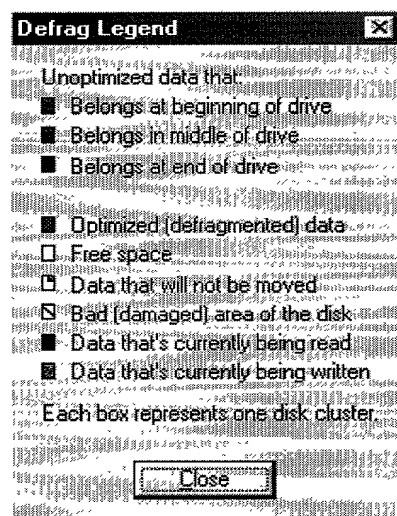 Defrag Legend
Unoptimized data that:
Belongs at beginning of drive
Belongs in middle of drive
Belongs at end of drive
Optimized (defragmented) data
Free space
Data that will not be moved
Bad (damaged) area of the disk
Data that's currently being read
Data that's currently being written
Each box represents one disk cluster.
Close